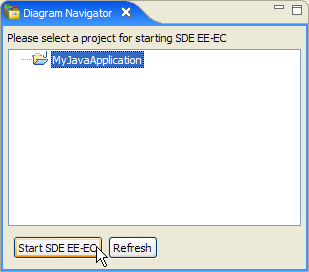 Diagram Navigator
Please select a project for starting SDE EE-EC
MyJavaApplication
Start SDE EE-EC Refresh